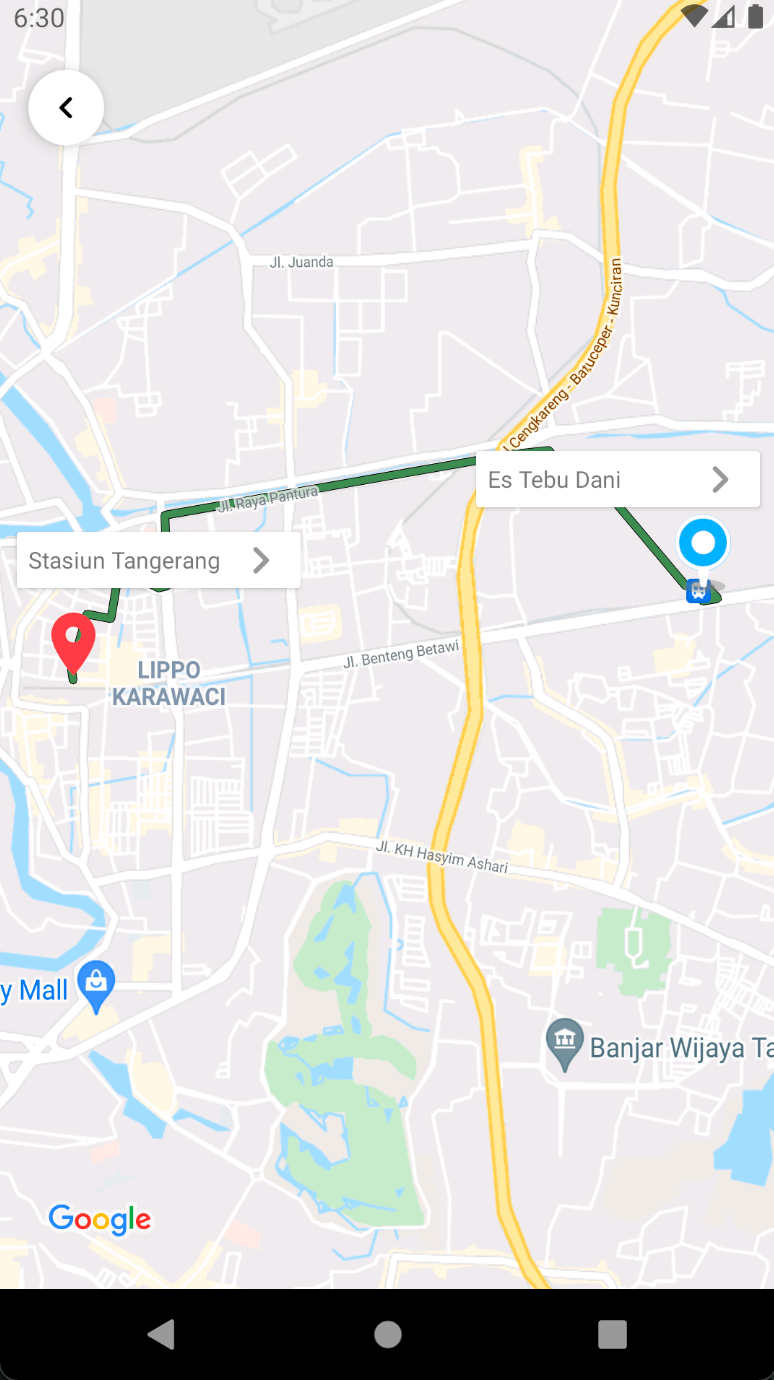 6:30
Jl. Juanda
Cengkareng - Batuceper - Kunciran
Es Tebu Dani
Jl. Raya Pantura
Stasiun Tangerang
Jl. Benteng Betawi
LIPPO
KARAWACI
Jl. KH Hasyim Ashari
y Mall
Banjar Wijaya Ta
Google